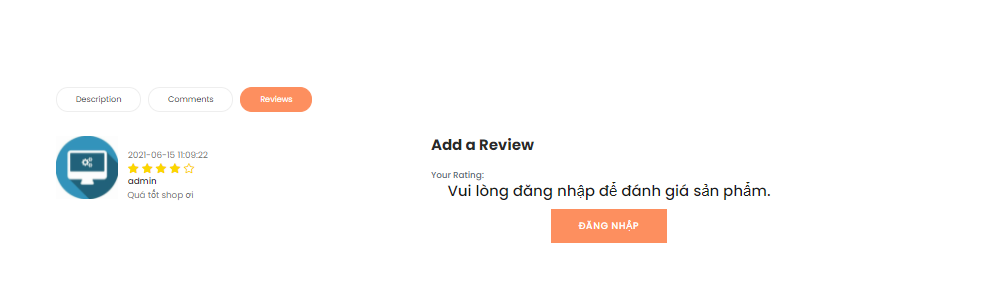 Description
Comments
Reviews
2021-06-15 11:09:22
admin
Quá tốt shop ơi
Add a Review
Your Rating:
Vui lòng đăng nhập để đánh giá sản phẩm.
ĐĂNG NHẬP